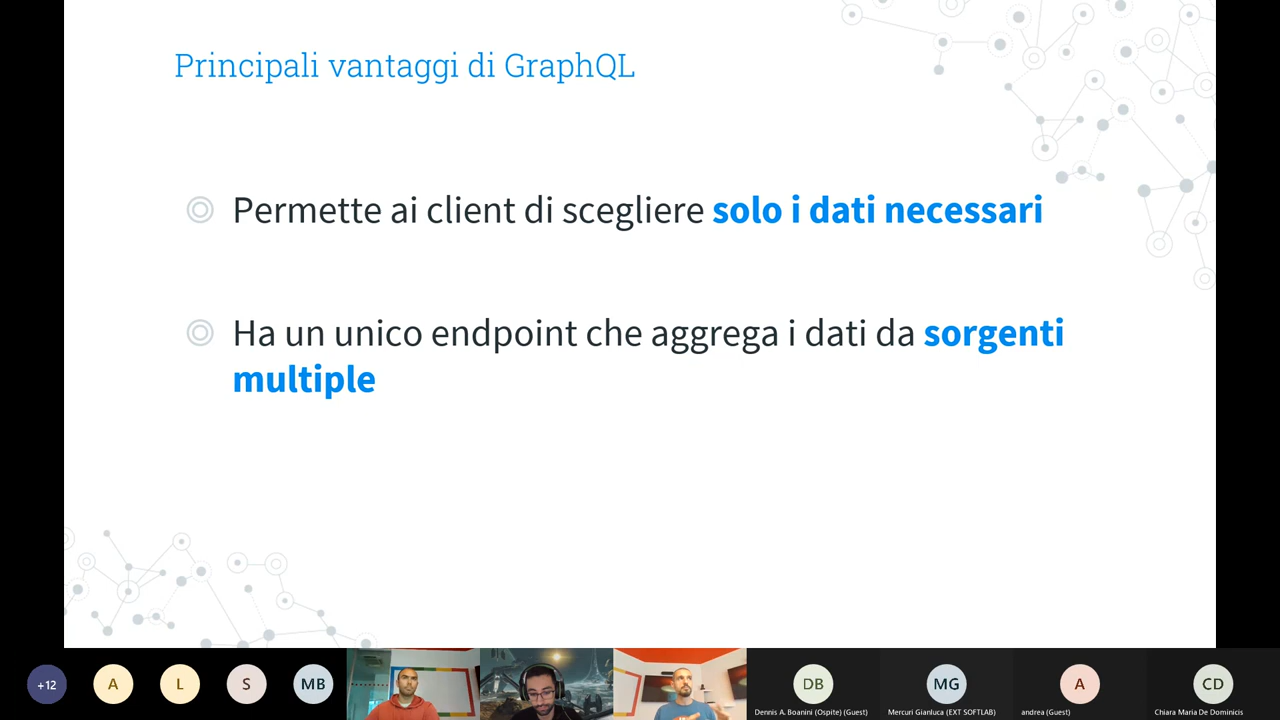 Principali vantaggi di GraphQL
Permette ai client di scegliere solo i dati necessari
Ha un unico endpoint che aggrega i dati da sorgenti
multiple
+12
A
L
S
MB
DB
MG
A
CD
Dennis A. Boanini (Ospite) (Guest)
Mercuri Gianluca (EXT SOFTLAB)
andrea (Guest)
Chiara Maria De Dominicis